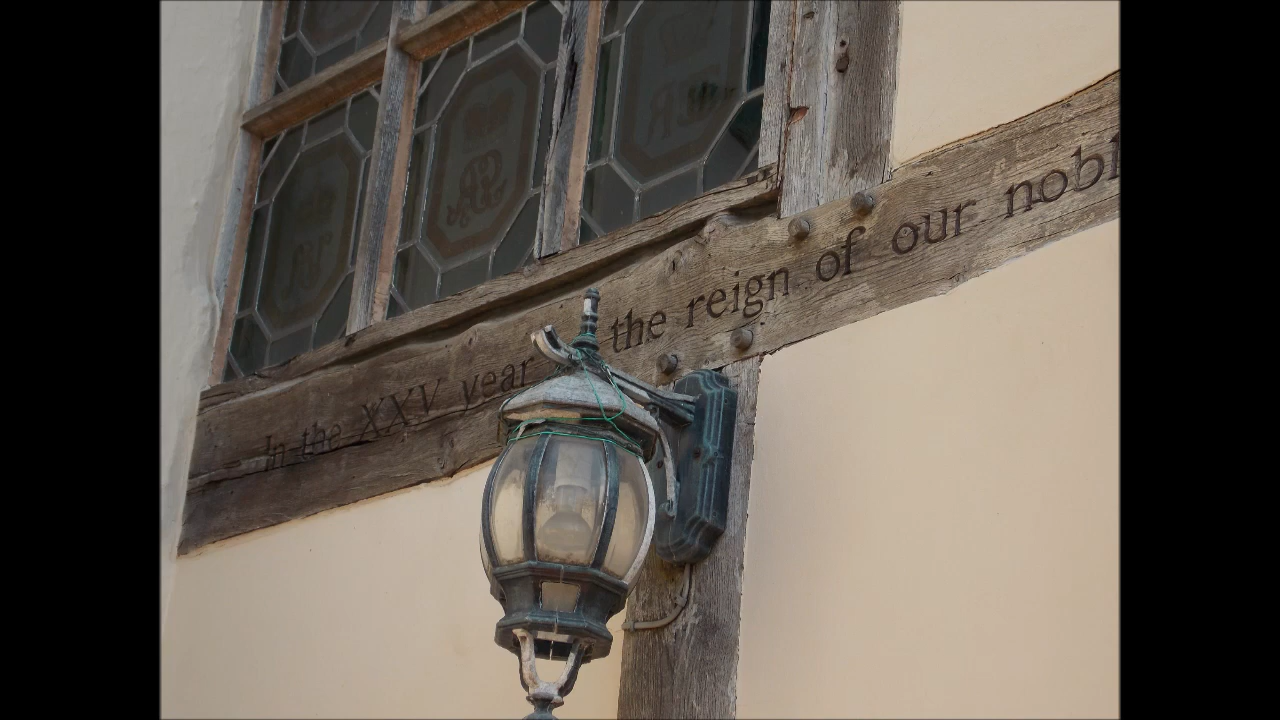 In the XXV year the reign of our nobl